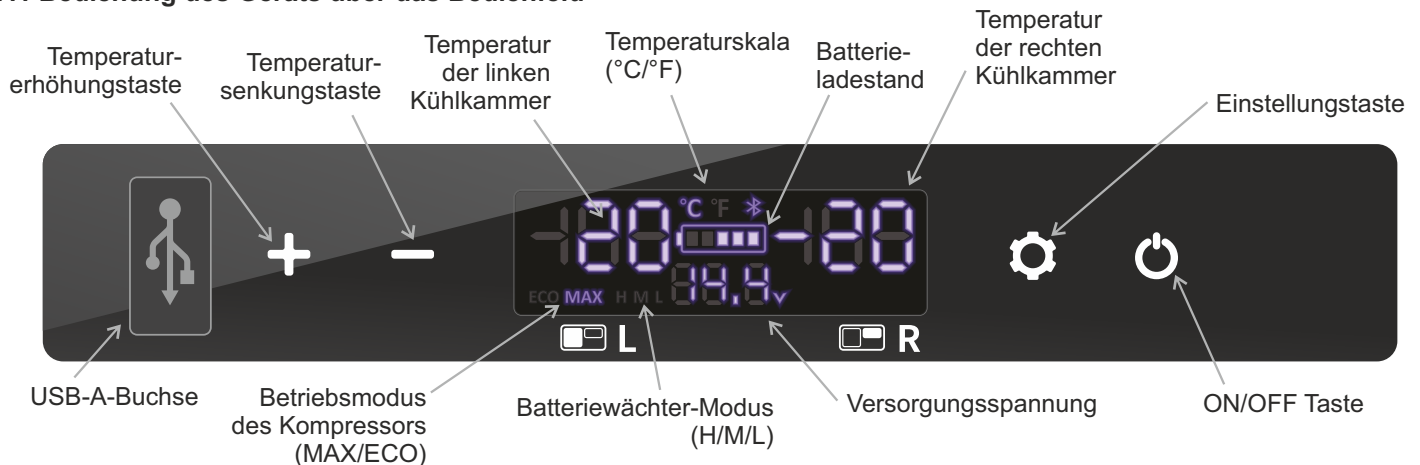 Temperatur-
erhöhungstaste
Temperatur-
senkungstaste
Temperatur
der linken
Kühlkammer
Temperaturskala
(°C/°F)
Batterie-
ladestand
Temperatur
der rechten
Kühlkammer
Einstellungstaste
20
°C °F
-20
ECO MAX H M L
14.4 v
L
R
USB-A-Buchse
Betriebsmodus
des Kompressors
(MAX/ECO)
Batteriewächter-Modus
(H/M/L)
Versorgungsspannung
ON/OFF Taste